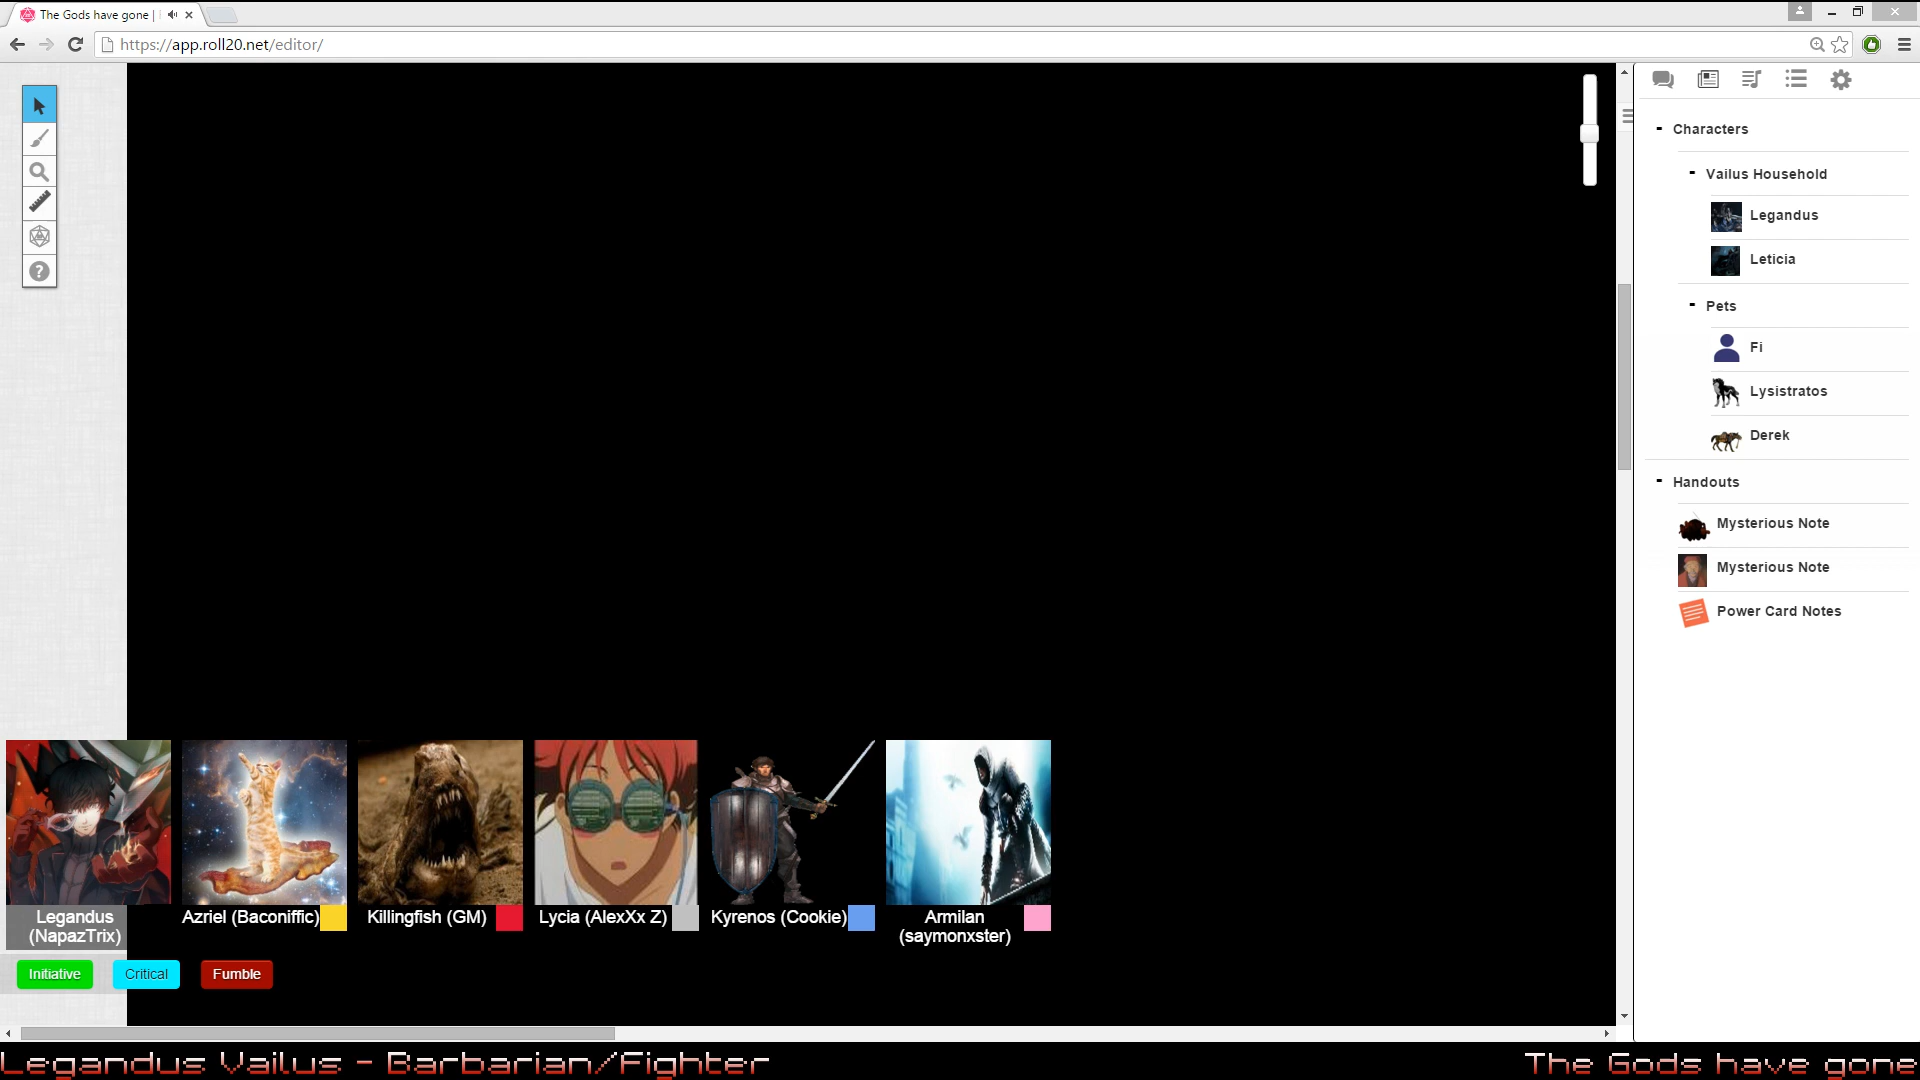 The Gods have gone |
https://app.roll20.net/editor/
Characters
Vailus Household
Legandus
Leticia
Pets
Fi
Lysistratos
Derek
Handouts
Mysterious Note
Mysterious Note
Power Card Notes
Legandus
(NapazTrix)
Azriel (Baconiffic)
Killingfish (GM)
Lycia (AlexXx Z)
Kyrenos (Cookie)
Armilan
(saymonxster)
Initiative
Critical
Fumble
Legandus Vailus - Barbarian/Fighter
The Gods have gone